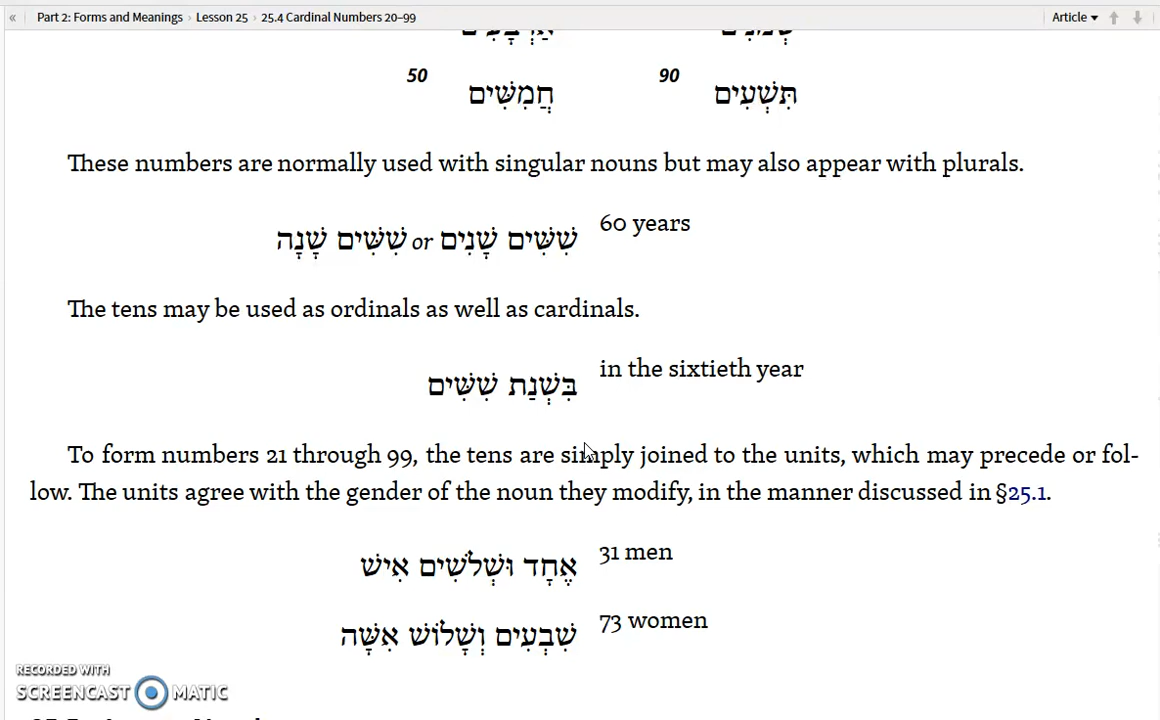 « Part 2: Forms and Meanings › Lesson 25 › 25.4 Cardinal Numbers 20–99 Article
50 חֲמִשִּׁים 90 תִּשְׁעִים
These numbers are normally used with singular nouns but may also appear with plurals.
שִׁשִּׁים שָׁנִים or שִׁשִּׁים שָׁנָה 60 years
The tens may be used as ordinals as well as cardinals.
בִּשְׁנַת שִׁשִּׁים in the sixtieth year
To form numbers 21 through 99, the tens are simply joined to the units, which may precede or fol-
low. The units agree with the gender of the noun they modify, in the manner discussed in §25.1.
אֶחָד וּשְׁלֹשִׁים אִישׁ 31 men
שִׁבְעִים וְשָׁלוֹשׁ אִשָּׁה 73 women
RECORDED WITH
SCREENCAST MATIC